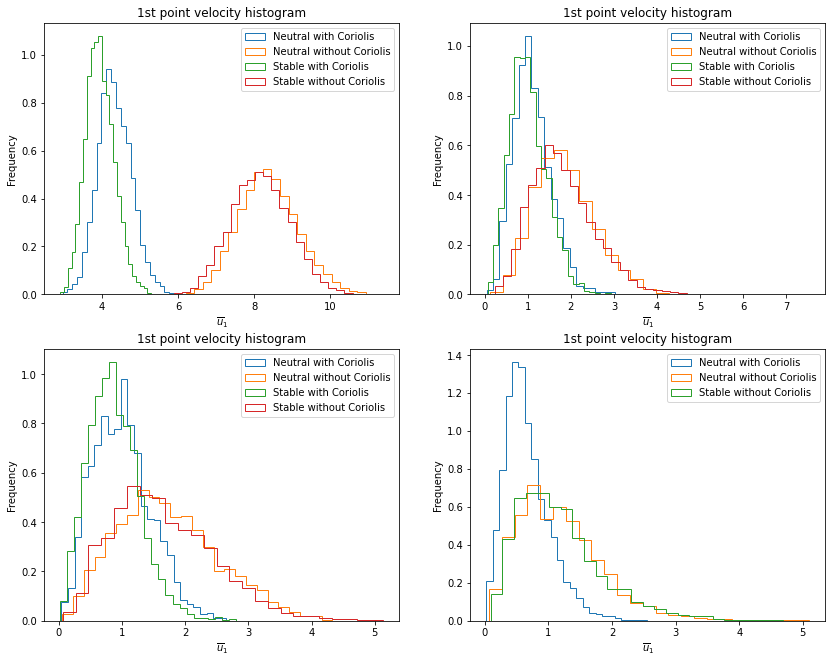 1st point velocity histogram
Frequency
1.0
0.8
0.6
0.4
0.2
0.0
Neutral with Coriolis
Neutral without Coriolis
Stable with Coriolis
Stable without Coriolis
4 6 8 10
u̅₁
1st point velocity histogram
Frequency
1.0
0.8
0.6
0.4
0.2
0.0
Neutral with Coriolis
Neutral without Coriolis
Stable with Coriolis
Stable without Coriolis
0 1 2 3 4 5 6 7
u̅₁
1st point velocity histogram
Frequency
1.0
0.8
0.6
0.4
0.2
0.0
Neutral with Coriolis
Neutral without Coriolis
Stable with Coriolis
Stable without Coriolis
0 1 2 3 4 5
u̅₁
1st point velocity histogram
Frequency
1.4
1.2
1.0
0.8
0.6
0.4
0.2
0.0
Neutral with Coriolis
Neutral without Coriolis
Stable without Coriolis
0 1 2 3 4 5
u̅₁